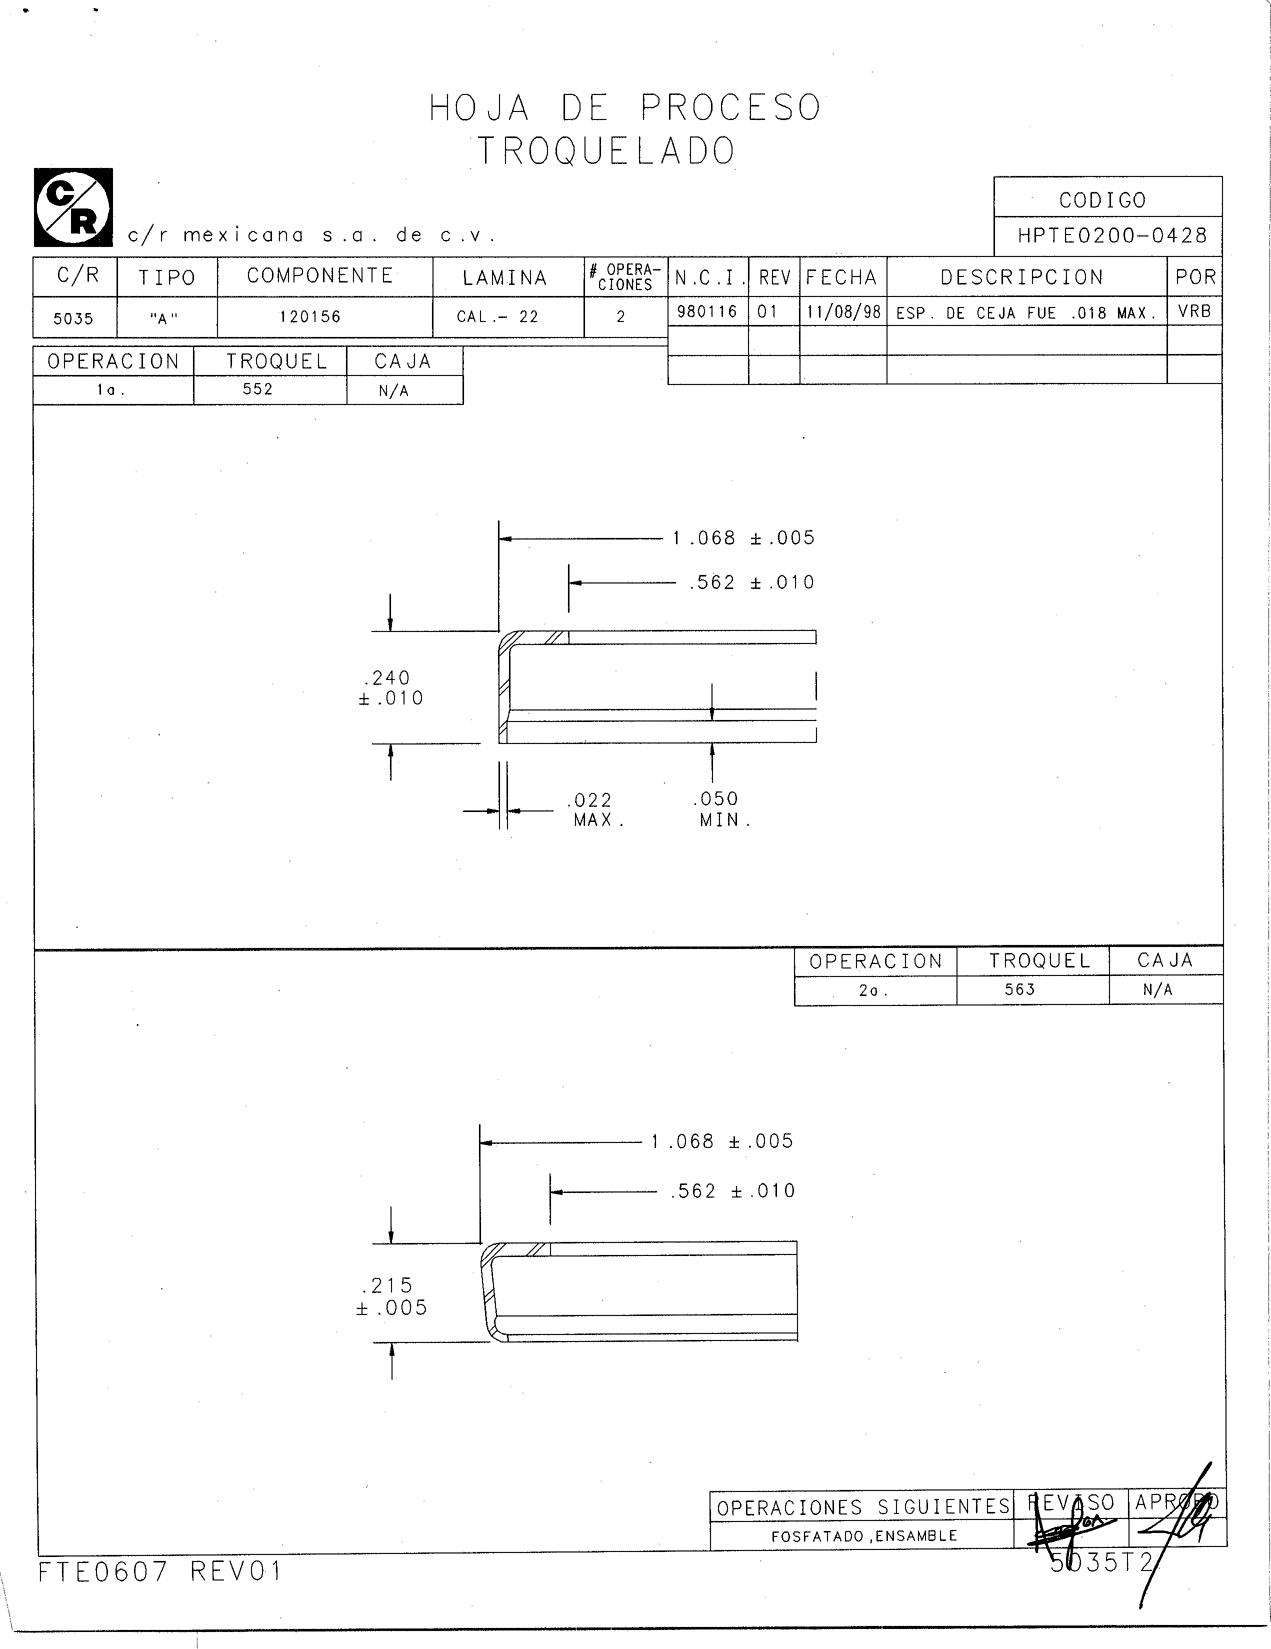 HOJA DE PROCESO
TROQUELADO
C/R
c/r mexicana s.a. de c.v.
CODIGO
HPTE0200-0428
C/R TIPO COMPONENTE LAMINA # OPERA-CIONES N.C.I. REV FECHA DESCRIPCION POR
5035 "A" 120156 CAL.- 22 2 980116 01 11/08/98 ESP. DE CEJA FUE .018 MAX. VRB
OPERACION TROQUEL CAJA
1a. 552 N/A
1.068 ±.005
.562 ±.010
.240
±.010
.022
MAX.
.050
MIN.
OPERACION TROQUEL CAJA
2a. 563 N/A
1.068 ±.005
.562 ±.010
.215
±.005
OPERACIONES SIGUIENTES REVISO APROBO
FOSFATADO,ENSAMBLE
FTE0607 REV01
5035T2